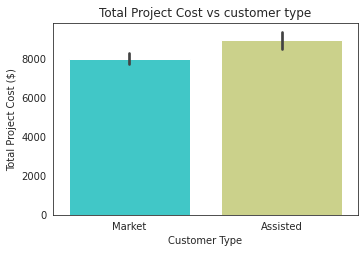 Total Project Cost vs customer type
Total Project Cost ($)
8000
6000
4000
2000
0
Market
Assisted
Customer Type